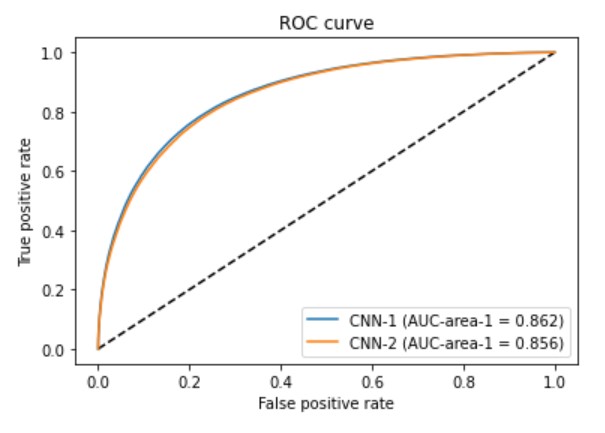 ROC curve
1.0
0.8
0.6
0.4
0.2
0.0
True positive rate
CNN-1 (AUC-area-1 = 0.862)
CNN-2 (AUC-area-1 = 0.856)
0.0 0.2 0.4 0.6 0.8 1.0
False positive rate